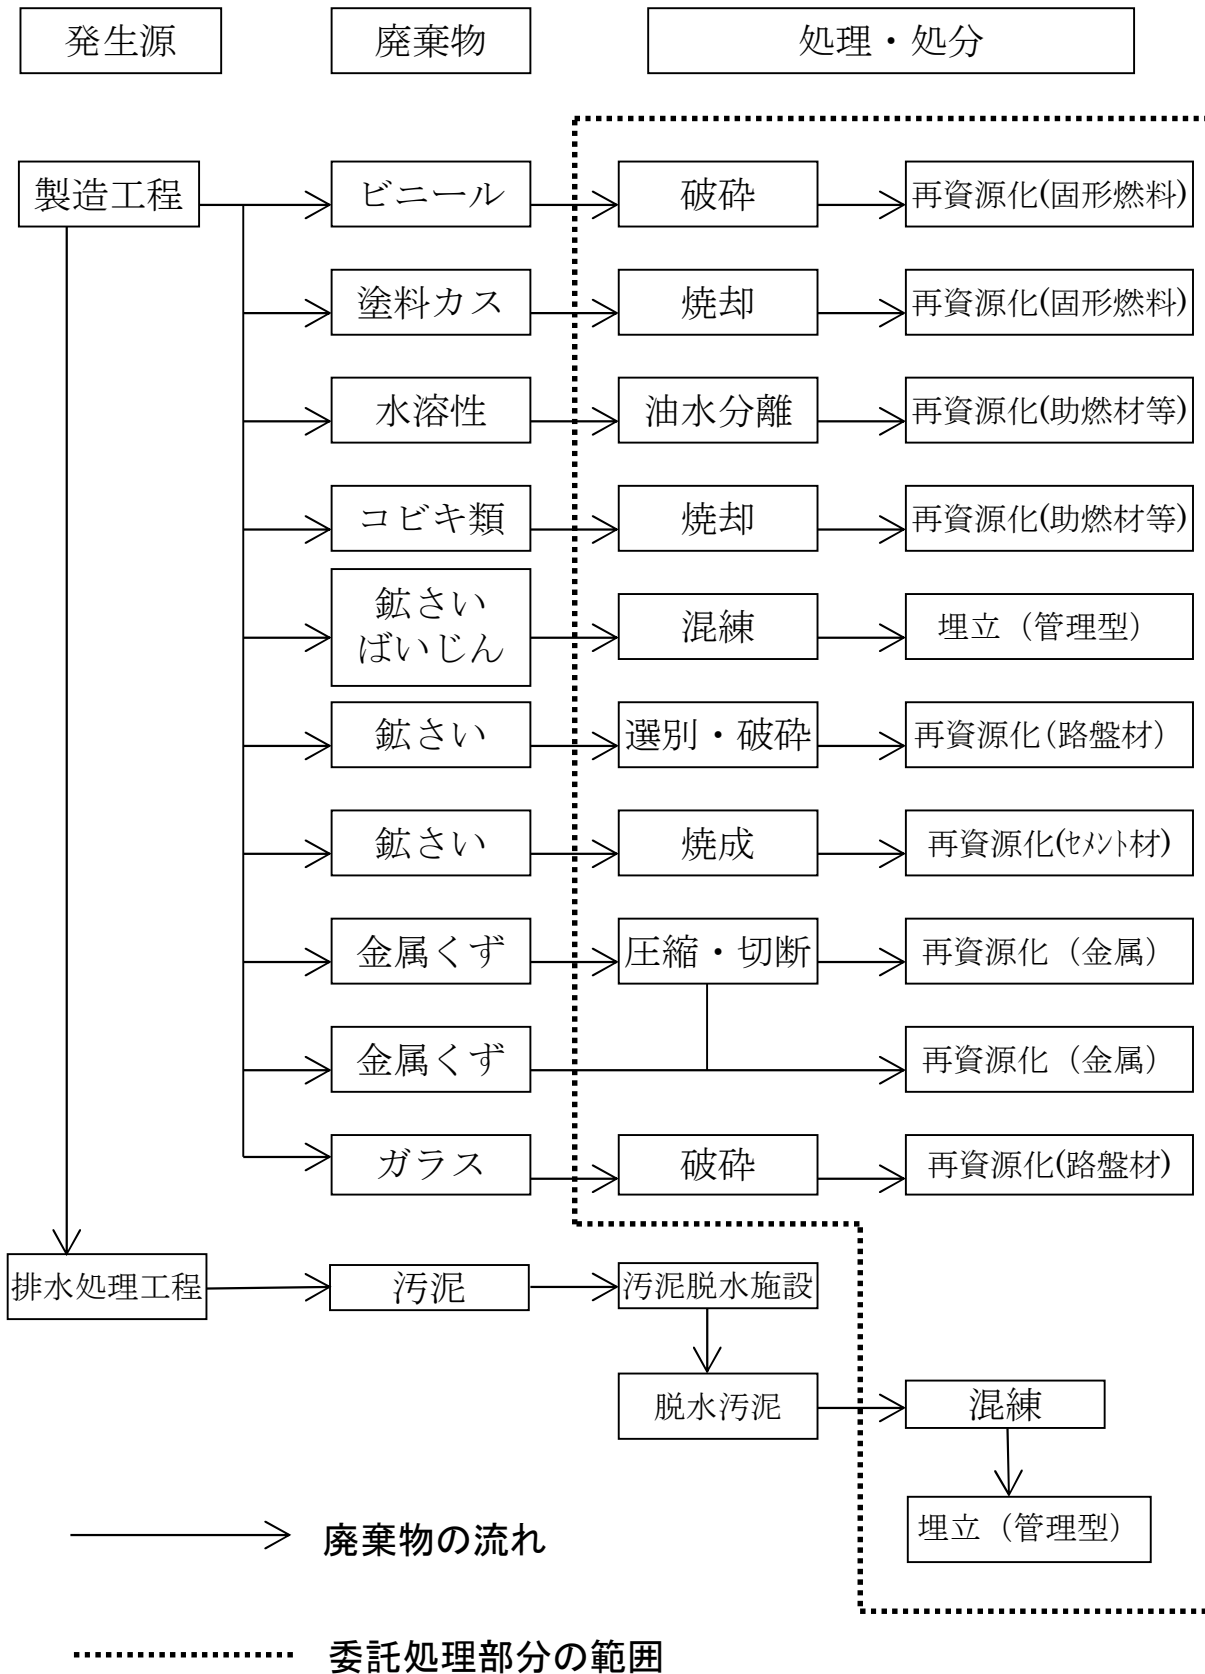 発生源
廃棄物
処理・処分
製造工程
ビニール
破砕
再資源化(固形燃料)
塗料カス
焼却
再資源化(固形燃料)
水溶性
油水分離
再資源化(助燃材等)
コビキ類
焼却
再資源化(助燃材等)
鉱さい
ばいじん
混練
埋立（管理型）
鉱さい
選別・破砕
再資源化(路盤材）
鉱さい
焼成
再資源化(ｾﾒﾝﾄ材)
金属くず
圧縮・切断
再資源化（金属）
金属くず
再資源化（金属）
ガラス
破砕
再資源化(路盤材)
排水処理工程
汚泥
汚泥脱水施設
脱水汚泥
混練
埋立（管理型）
廃棄物の流れ
委託処理部分の範囲